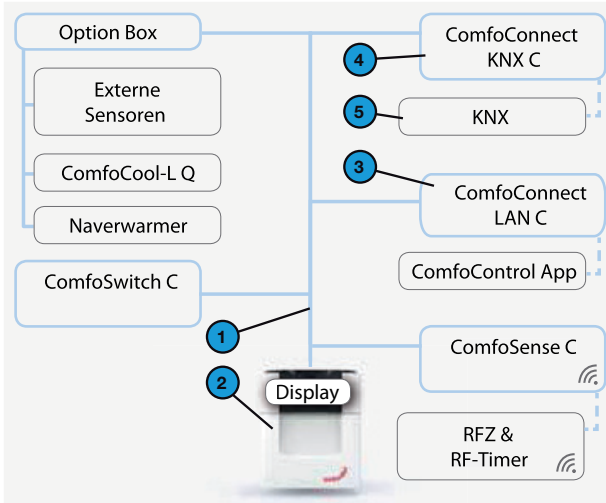 Option Box
Externe
Sensoren
ComfoCool-L Q
Naverwarmer
ComfoSwitch C
1
2
Display
ComfoConnect
KNX C
4
5
KNX
3
ComfoConnect
LAN C
ComfoControl App
ComfoSense C
RFZ &
RF-Timer